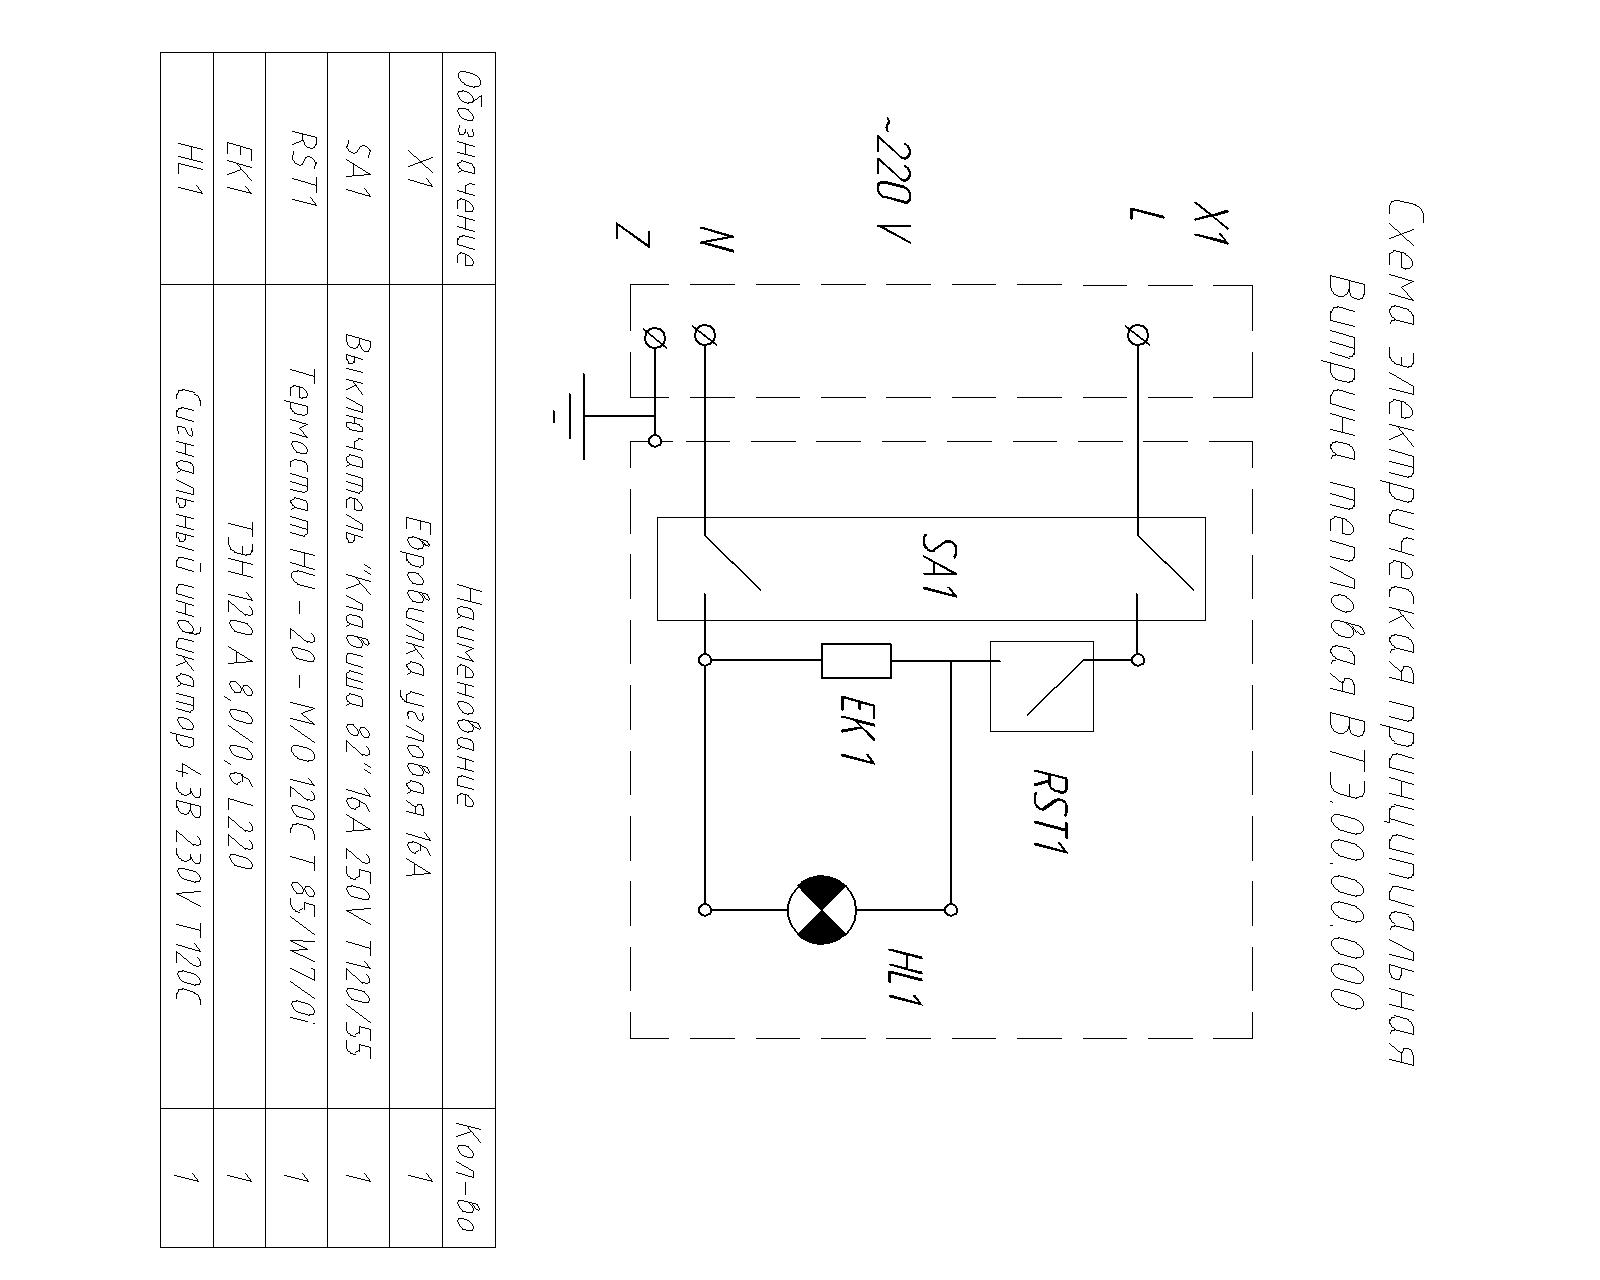 Схема электрическая принципиальная
Витрина тепловая ВТЭ.00.00.000
X1
L
~220 V
N
Z
SA1
RST1
EK1
HL1
Обозначение Наименование Кол-во
X1 Евровилка угловая 16А 1
SA1 Выключатель "Клавиша 82" 16А 250V T120/55 1
RST1 Термостат HU - 20 - M/O 120C T 85/W7/0i 1
EK1 ТЭН 120 А 8,0/0,6 L220 1
HL1 Сигнальный индикатор 43В 230V T120C 1